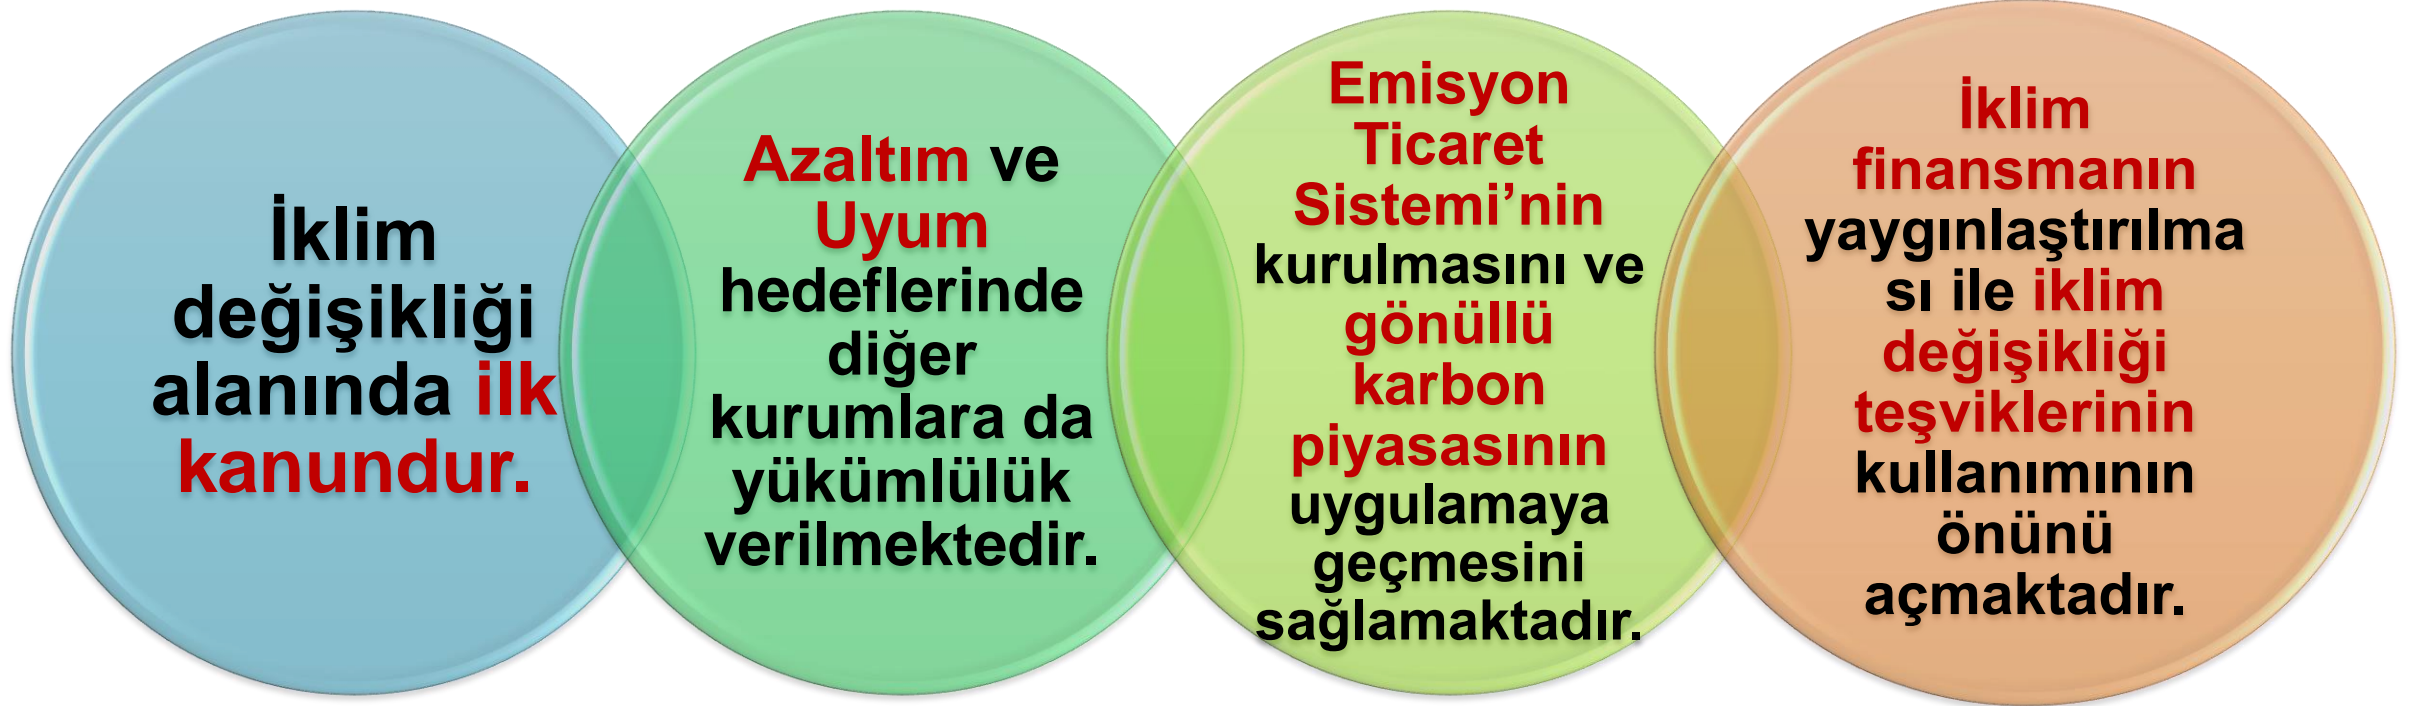 İklim
değişikliği
alanında ilk
kanundur.
Azaltım ve
Uyum
hedeflerinde
diğer
kurumlara da
yükümlülük
verilmektedir.
Emisyon
Ticaret
Sistemi’nin
kurulmasını ve
gönüllü
karbon
piyasasının
uygulamaya
geçmesini
sağlamaktadır.
İklim
finansmanın
yaygınlaştırılma
sı ile iklim
değişikliği
teşviklerinin
kullanımının
önünü
açmaktadır.